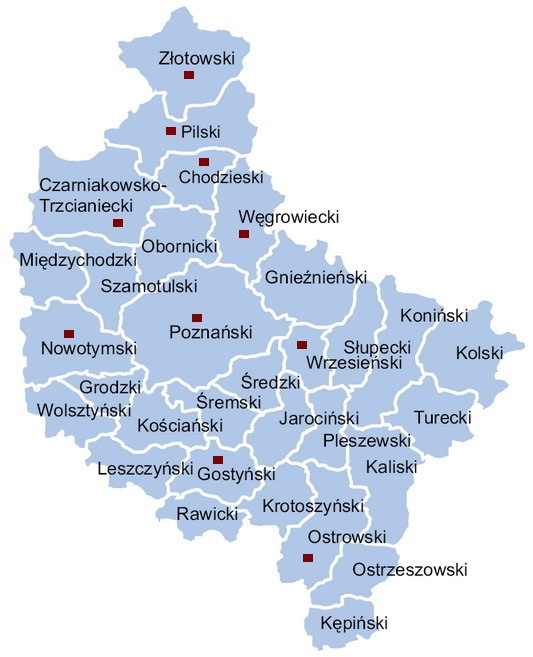 Złotowski
Pilski
Chodzieski
Czarniakowsko-
Trzcianiecki
Węgrowiecki
Obornicki
Międzychodzki
Gnieźnieński
Szamotulski
Koniński
Poznański
Nowotymski
Słupecki
Kolski
Wrzesieński
Średzki
Grodzki
Śremski
Wolsztyński
Jarociński
Turecki
Kościański
Pleszewski
Leszczyński
Kaliski
Gostyński
Krotoszyński
Rawicki
Ostrowski
Ostrzeszowski
Kępiński